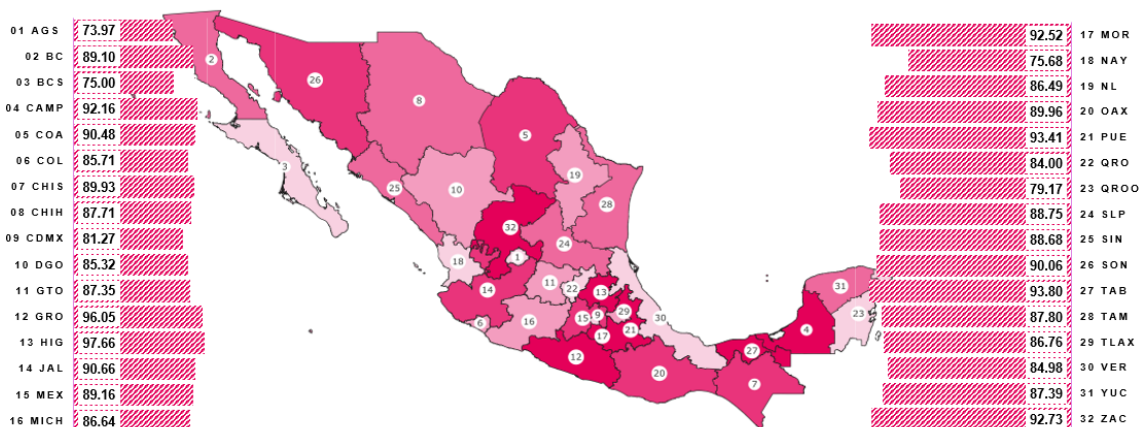 01 AGS 73.97
02 BC 89.10
03 BCS 75.00
04 CAMP 92.16
05 COA 90.48
06 COL 85.71
07 CHIS 89.93
08 CHIH 87.71
09 CDMX 81.27
10 DGO 85.32
11 GTO 87.35
12 GRO 96.05
13 HIG 97.66
14 JAL 90.66
15 MEX 89.16
16 MICH 86.64
2
26
8
5
3
25
10
19
28
32
18
1
24
14
11
22
13
6
16
15
9
29
17
21
30
12
20
7
27
4
31
23
92.52 17 MOR
75.68 18 NAY
86.49 19 NL
89.96 20 OAX
93.41 21 PUE
84.00 22 QRO
79.17 23 QROO
88.75 24 SLP
88.68 25 SIN
90.06 26 SON
93.80 27 TAB
87.80 28 TAM
86.76 29 TLAX
84.98 30 VER
87.39 31 YUC
92.73 32 ZAC